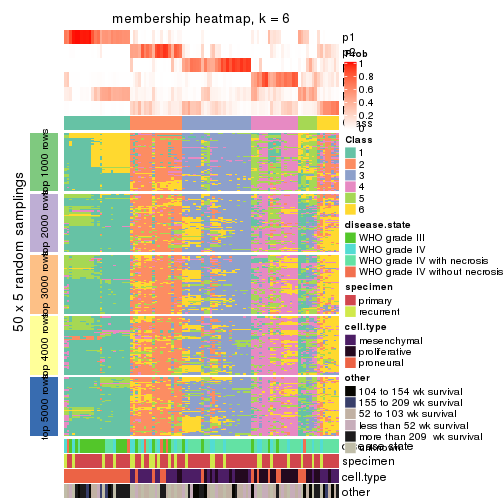 membership heatmap, k = 6
p1
p2
Prob
1
0.8
0.6
0.4
0.2
0
Class
Class
1
2
3
4
5
6
50 x 5 random samplings
top 1000 rows
top 2000 rows
top 3000 rows
top 4000 rows
top 5000 rows
disease.state
WHO grade III
WHO grade IV
WHO grade IV with necrosis
WHO grade IV without necrosis
specimen
primary
recurrent
cell.type
mesenchymal
proliferative
proneural
other
104 to 154 wk survival
155 to 209 wk survival
52 to 103 wk survival
less than 52 wk survival
more than 209 wk survival
unknown
disease.state
specimen
cell.type
other